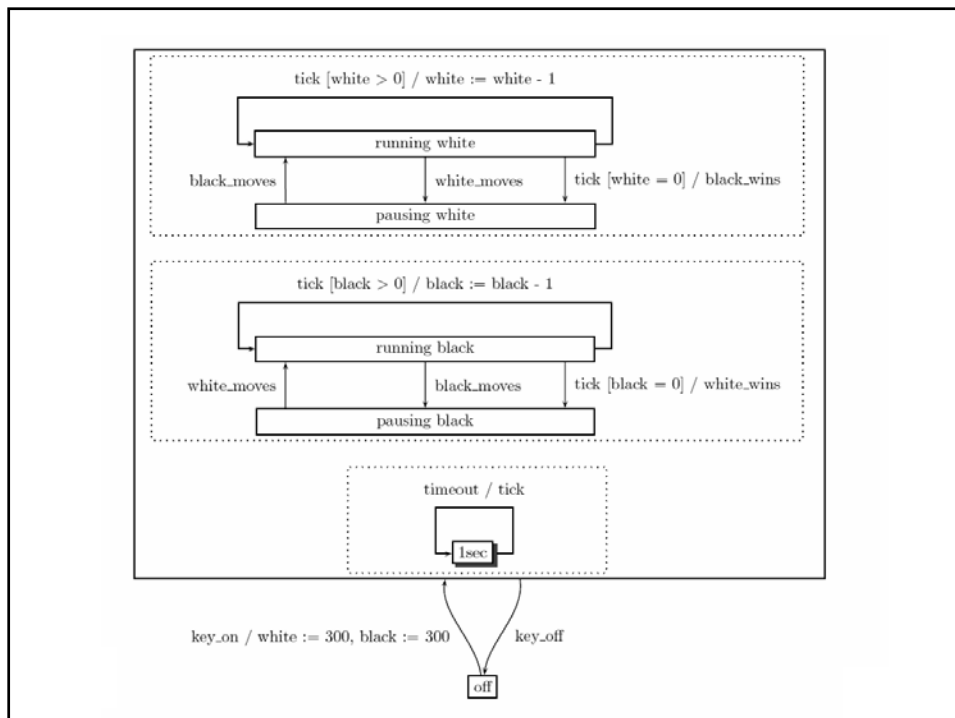 tick [white > 0] / white := white - 1
running white
black_moves
white_moves
tick [white = 0] / black_wins
pausing white
tick [black > 0] / black := black - 1
running black
white_moves
black_moves
tick [black = 0] / white_wins
pausing black
timeout / tick
1sec
key_on / white := 300, black := 300
key_off
off